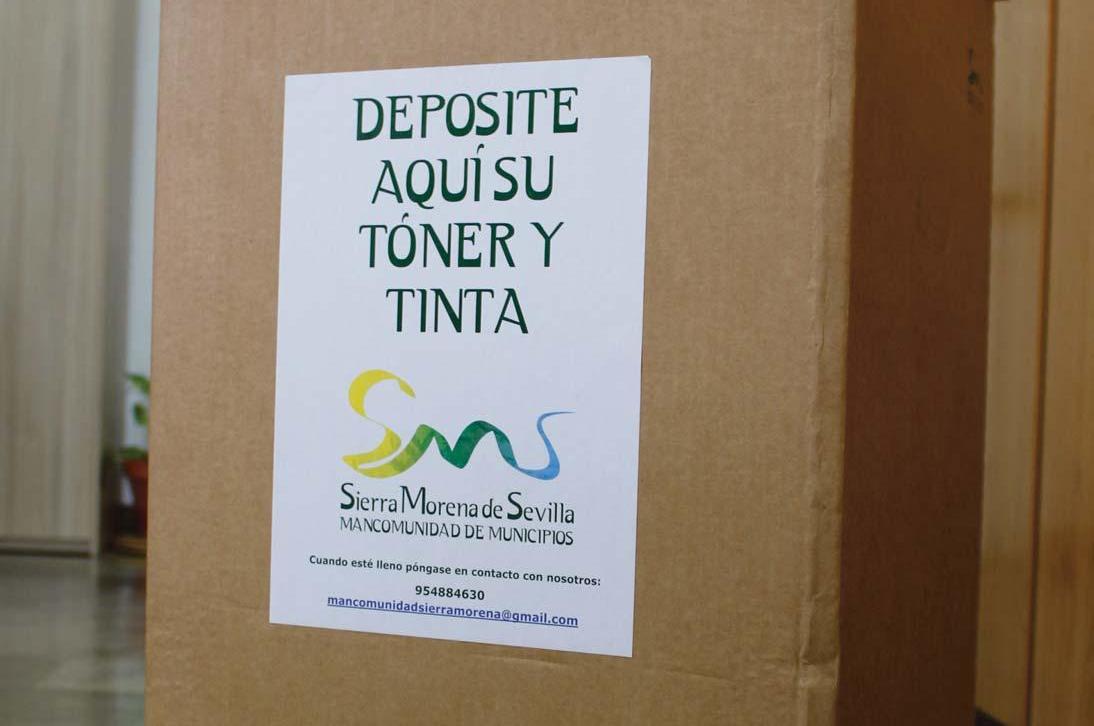 DEPOSITE
AQUÍ SU
TÓNER Y
TINTA
Sms
Sierra Morena de Sevilla
MANCOMUNIDAD DE MUNICIPIOS
Cuando esté lleno póngase en contacto con nosotros:
954884630
mancomunidadsierramorena@gmail.com